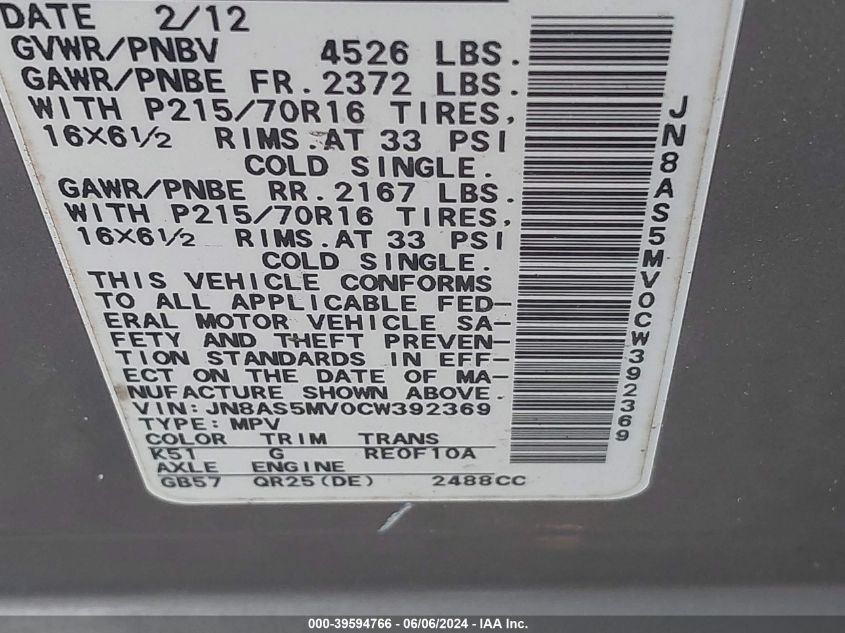 DATE 2/12
GVWR/PNBV 4526 LBS.
GAWR/PNBE FR. 2372 LBS.
WITH P215/70R16 TIRES,
16X6½ RIMS. AT 33 PSI
COLD SINGLE.
GAWR/PNBE RR. 2167 LBS.
WITH P215/70R16 TIRES,
16X6½ RIMS. AT 33 PSI
COLD SINGLE.
THIS VEHICLE CONFORMS
TO ALL APPLICABLE FED-
ERAL MOTOR VEHICLE SA-
FETY AND THEFT PREVEN-
TION STANDARDS IN EFF-
ECT ON THE DATE OF MA-
NUFACTURE SHOWN ABOVE.
VIN: JN8AS5MV0CW392369
TYPE: MPV
COLOR TRIM TRANS
K51 G RE0F10A
AXLE ENGINE
GB57 QR25(DE) 2488CC
JN8AS5MV0CW392369
000-39594766 - 06/06/2024 - IAA Inc.